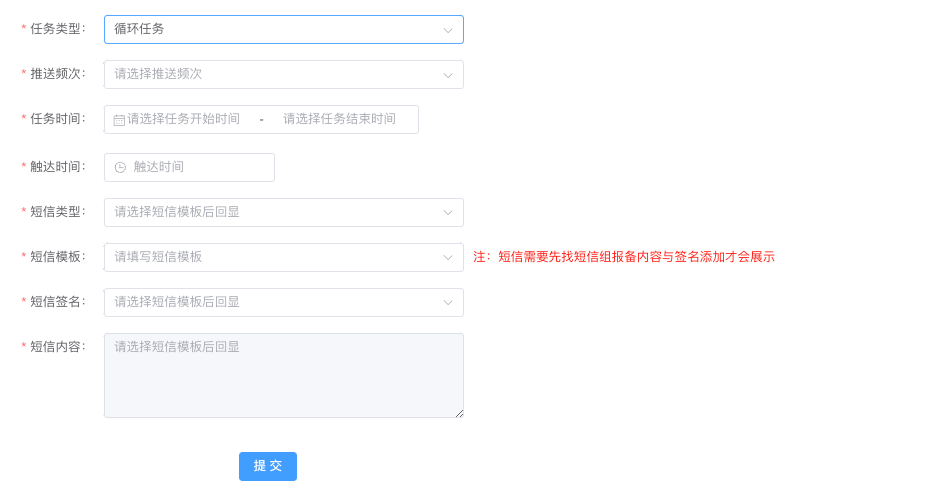 * 任务类型： 循环任务
* 推送频次： 请选择推送频次
* 任务时间： 请选择任务开始时间 - 请选择任务结束时间
* 触达时间： 触达时间
* 短信类型： 请选择短信模板后回显
* 短信模板： 请填写短信模板 注：短信需要先找短信组报备内容与签名添加才会展示
* 短信签名： 请选择短信模板后回显
* 短信内容： 请选择短信模板后回显
提 交